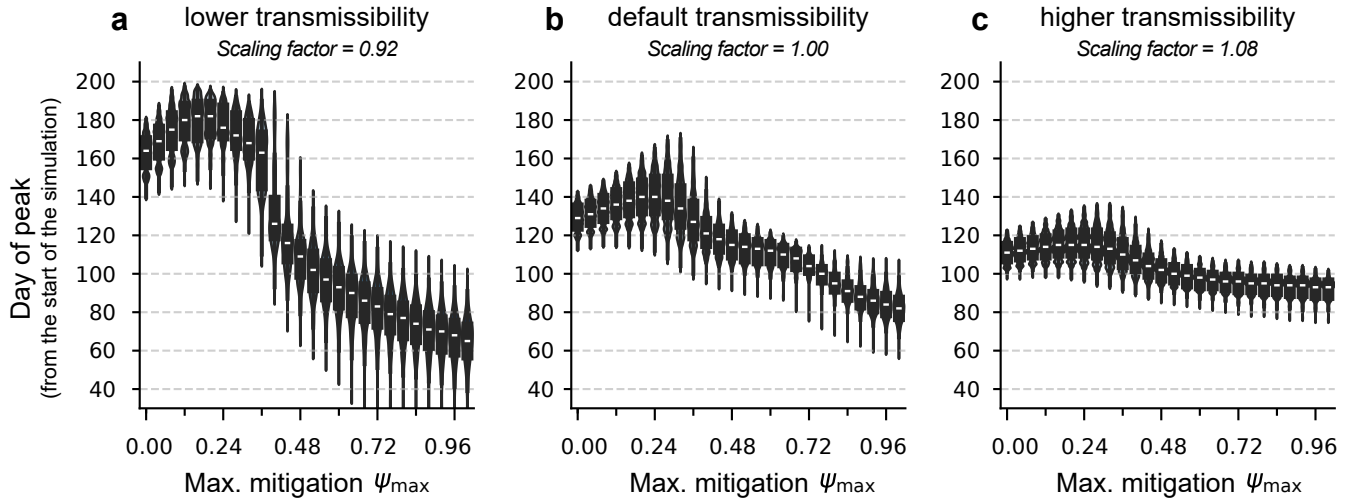 a lower transmissibility
Scaling factor = 0.92
b default transmissibility
Scaling factor = 1.00
c higher transmissibility
Scaling factor = 1.08
Day of peak
(from the start of the simulation)
200
180
160
140
120
100
80
60
40
0.00 0.24 0.48 0.72 0.96
Max. mitigation ψmax
200
180
160
140
120
100
80
60
40
0.00 0.24 0.48 0.72 0.96
Max. mitigation ψmax
200
180
160
140
120
100
80
60
40
0.00 0.24 0.48 0.72 0.96
Max. mitigation ψmax